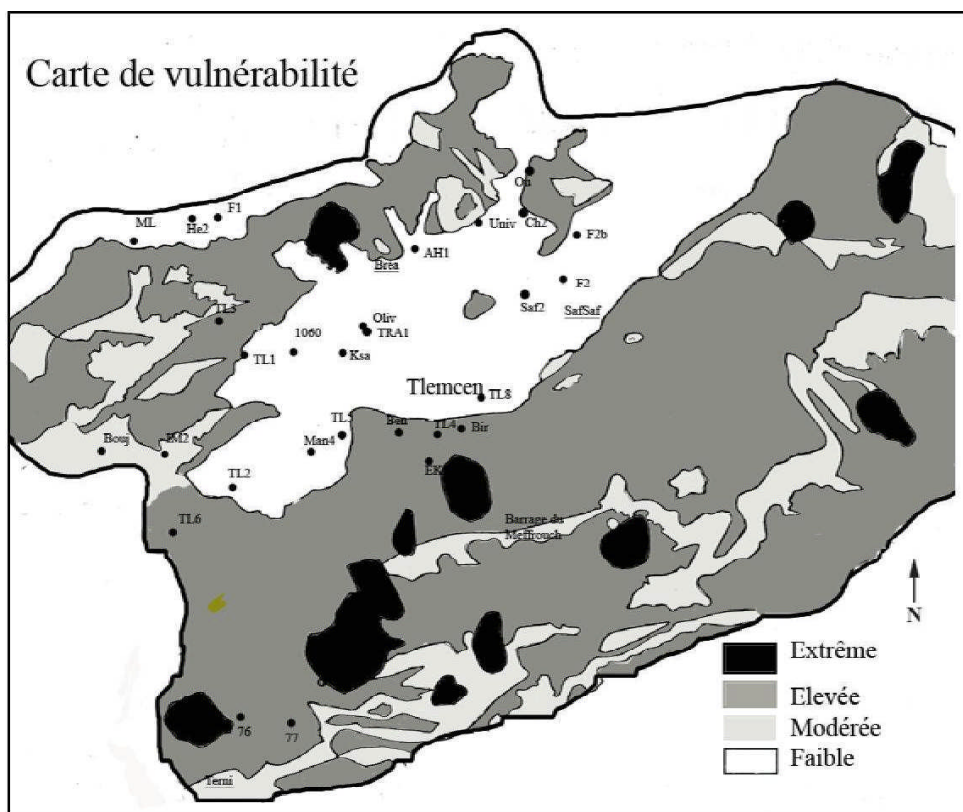 Carte de vulnérabilité
Ou
F1
He2
ML
Ch2
Univ
F2b
AH1
Brea
F2
Saf2
SafSaf
TL3
Oliv
TRA1
1060
Ksa
TL1
Tlemcen
TL8
TL5
Ben
TL4
Bir
Man4
Bouj
IM2
EK
TL2
TL6
Barrage du
Meffrouch
N
Extrême
Elevée
Modérée
Faible
76
77
Terni